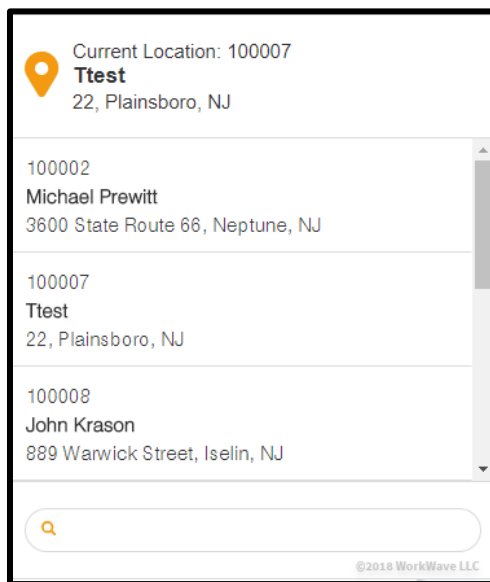 Current Location: 100007
Ttest
22, Plainsboro, NJ
100002
Michael Prewitt
3600 State Route 66, Neptune, NJ
100007
Ttest
22, Plainsboro, NJ
100008
John Krason
889 Warwick Street, Iselin, NJ
©2018 WorkWave LLC